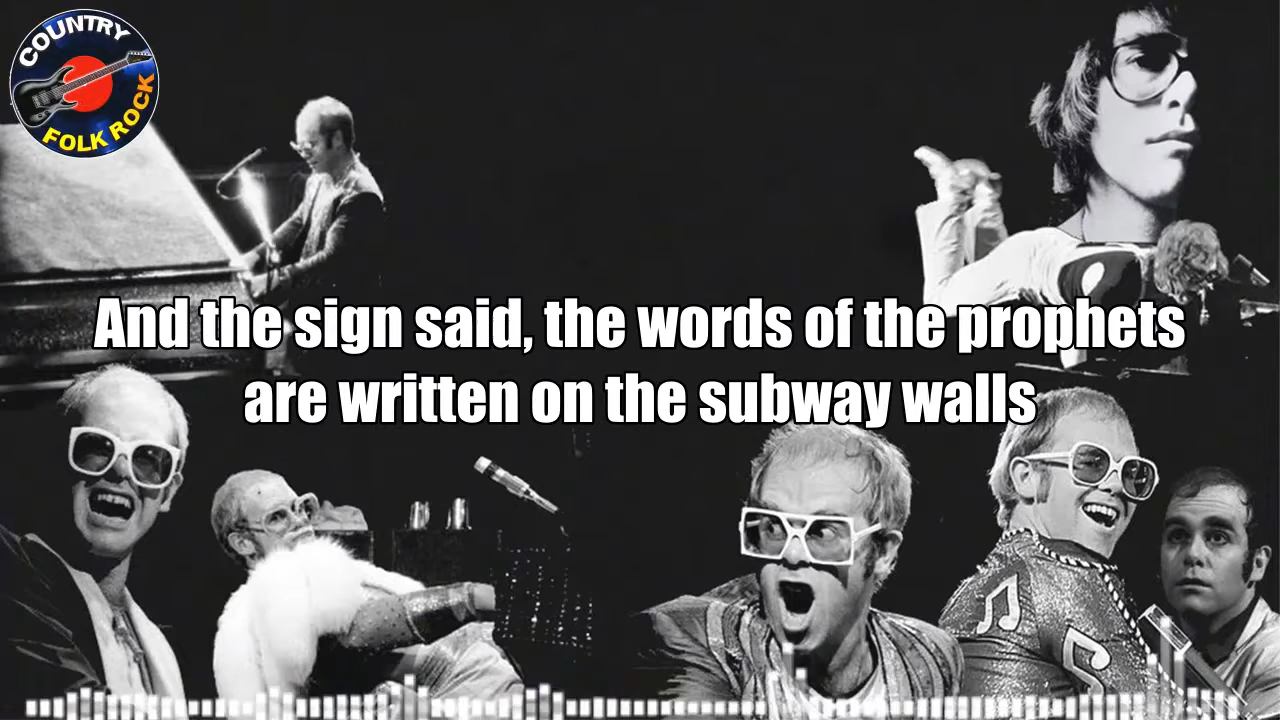 COUNTRY
FOLK ROCK
And the sign said, the words of the prophets
are written on the subway walls